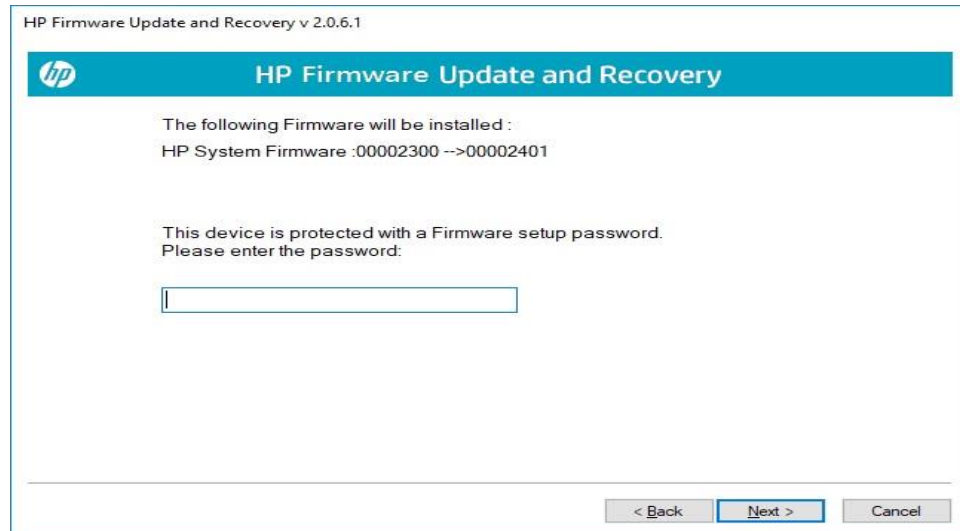 HP Firmware Update and Recovery v 2.0.6.1
hp
HP Firmware Update and Recovery
The following Firmware will be installed :
HP System Firmware :00002300 -->00002401
This device is protected with a Firmware setup password.
Please enter the password:
< Back Next > Cancel